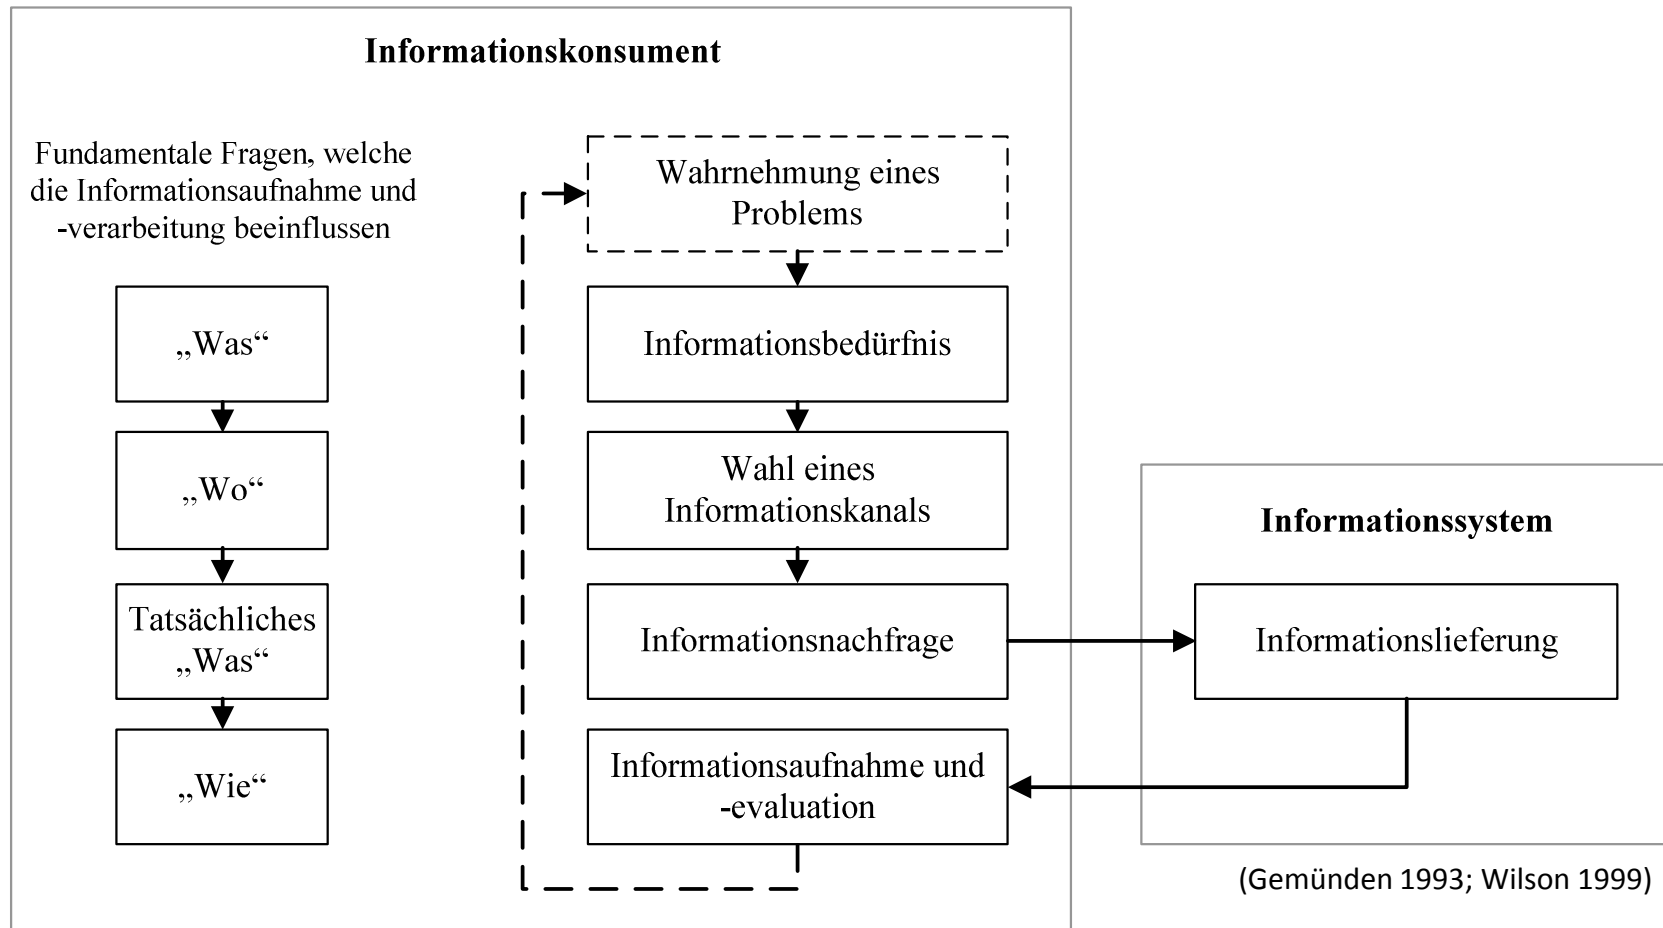 Informationskonsument
Fundamentale Fragen, welche
die Informationsaufnahme und
-verarbeitung beeinflussen
„Was“
„Wo“
Tatsächliches
„Was“
„Wie“
Wahrnehmung eines
Problems
Informationsbedürfnis
Wahl eines
Informationskanals
Informationsnachfrage
Informationsaufnahme und
-evaluation
Informationssystem
Informationslieferung
(Gemünden 1993; Wilson 1999)